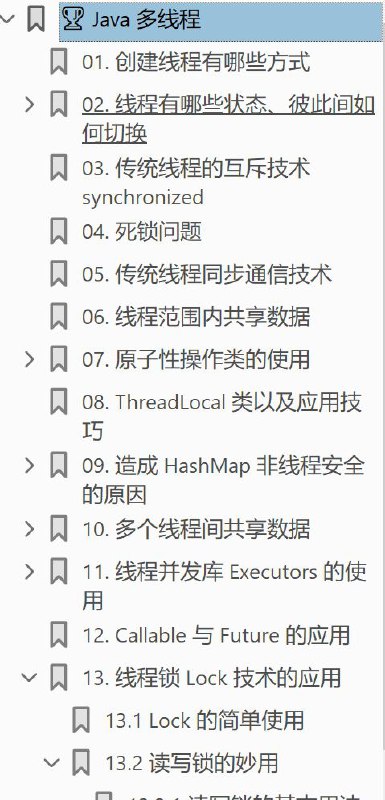 Java 多线程
01. 创建线程有哪些方式
02. 线程有哪些状态、彼此间如
何切换
03. 传统线程的互斥技术
synchronized
04. 死锁问题
05. 传统线程同步通信技术
06. 线程范围内共享数据
07. 原子性操作类的使用
08. ThreadLocal 类以及应用技
巧
09. 造成 HashMap 非线程安全
的原因
10. 多个线程间共享数据
11. 线程并发库 Executors 的使
用
12. Callable 与 Future 的应用
13. 线程锁 Lock 技术的应用
13.1 Lock 的简单使用
13.2 读写锁的妙用